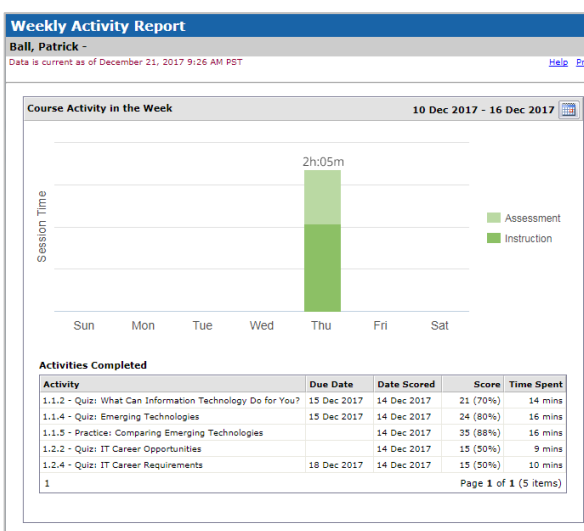 Weekly Activity Report
Ball, Patrick -
Data is current as of December 21, 2017 9:26 AM PST
Help
Course Activity in the Week 10 Dec 2017 - 16 Dec 2017
2h:05m
Session Time
Assessment
Instruction
Sun Mon Tue Wed Thu Fri Sat
Activities Completed
Activity Due Date Date Scored Score Time Spent
1.1.2 - Quiz: What Can Information Technology Do for You? 15 Dec 2017 14 Dec 2017 21 (70%) 14 mins
1.1.4 - Quiz: Emerging Technologies 15 Dec 2017 14 Dec 2017 24 (80%) 16 mins
1.1.5 - Practice: Comparing Emerging Technologies 14 Dec 2017 35 (88%) 16 mins
1.2.2 - Quiz: IT Career Opportunities 14 Dec 2017 15 (50%) 9 mins
1.2.4 - Quiz: IT Career Requirements 18 Dec 2017 14 Dec 2017 15 (50%) 10 mins
1 Page 1 of 1 (5 items)